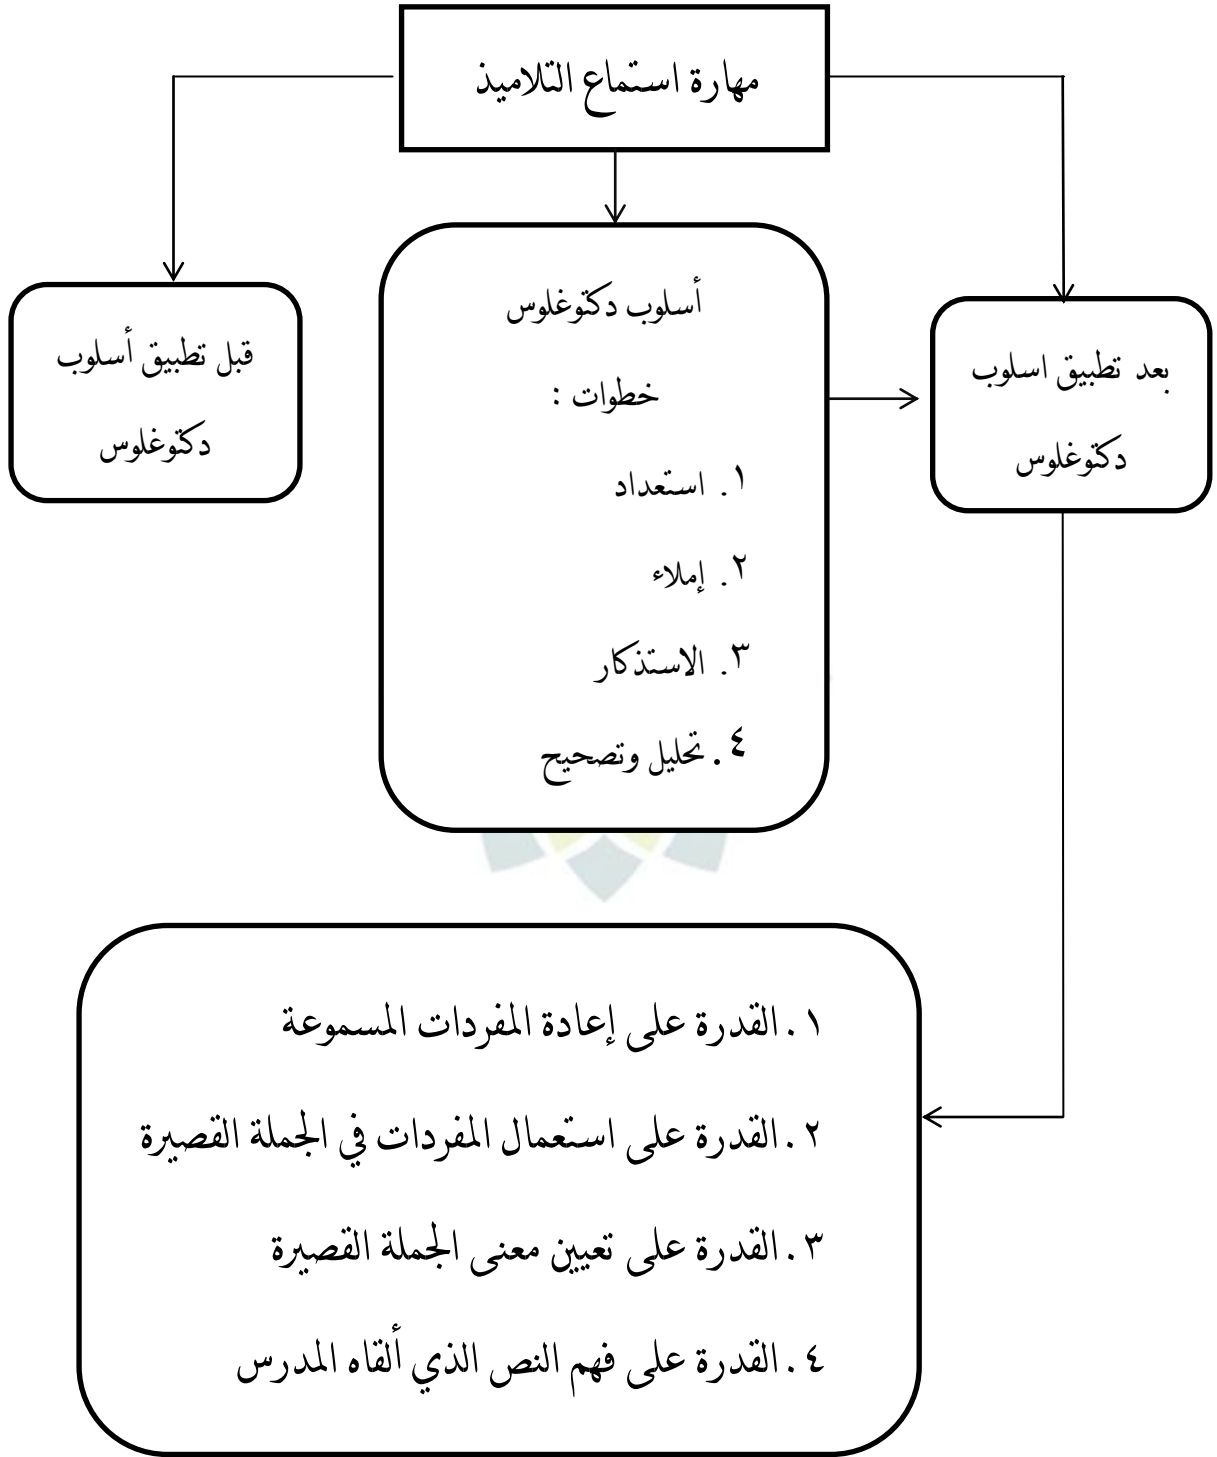 مهارة استماع التلاميذ
بعد تطبيق اسلوب
دكتوغلوس
أسلوب دكتوغلوس
خطوات :
١. استعداد
٢. إملاء
٣. الاستذكار
٤. تحليل وتصحيح
قبل تطبيق أسلوب
دكتوغلوس
١. القدرة على إعادة المفردات المسموعة
٢. القدرة على استعمال المفردات في الجملة القصيرة
٣. القدرة على تعيين معنى الجملة القصيرة
٤. القدرة على فهم النص الذي ألقاه المدرس